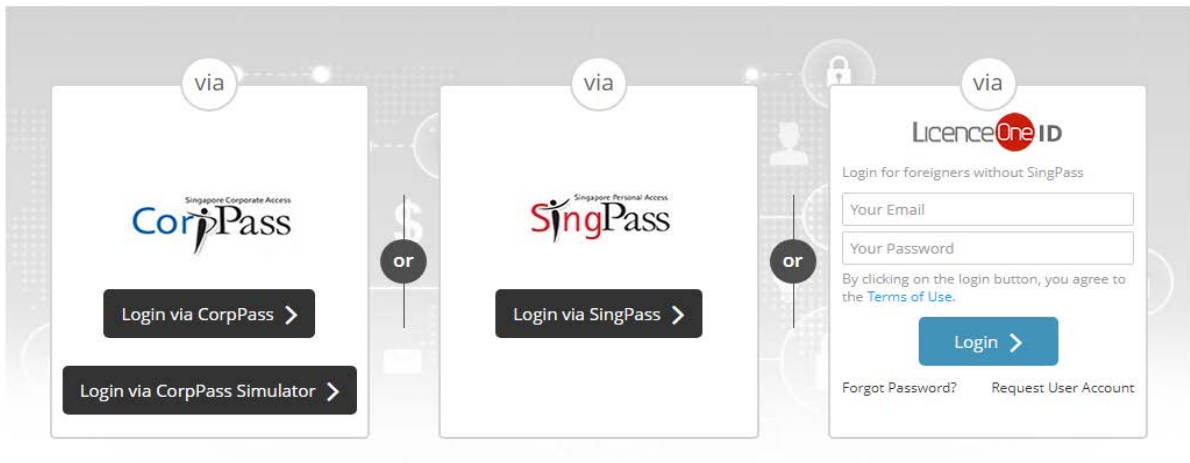 via
Singapore Corporate Access
CorpPass
Login via CorpPass
Login via CorpPass Simulator
or
via
Singapore Personal Access
SingPass
Login via SingPass
or
via
LicenceOne ID
Login for foreigners without SingPass
Your Email
Your Password
By clicking on the login button, you agree to
the Terms of Use.
Login
Forgot Password? Request User Account